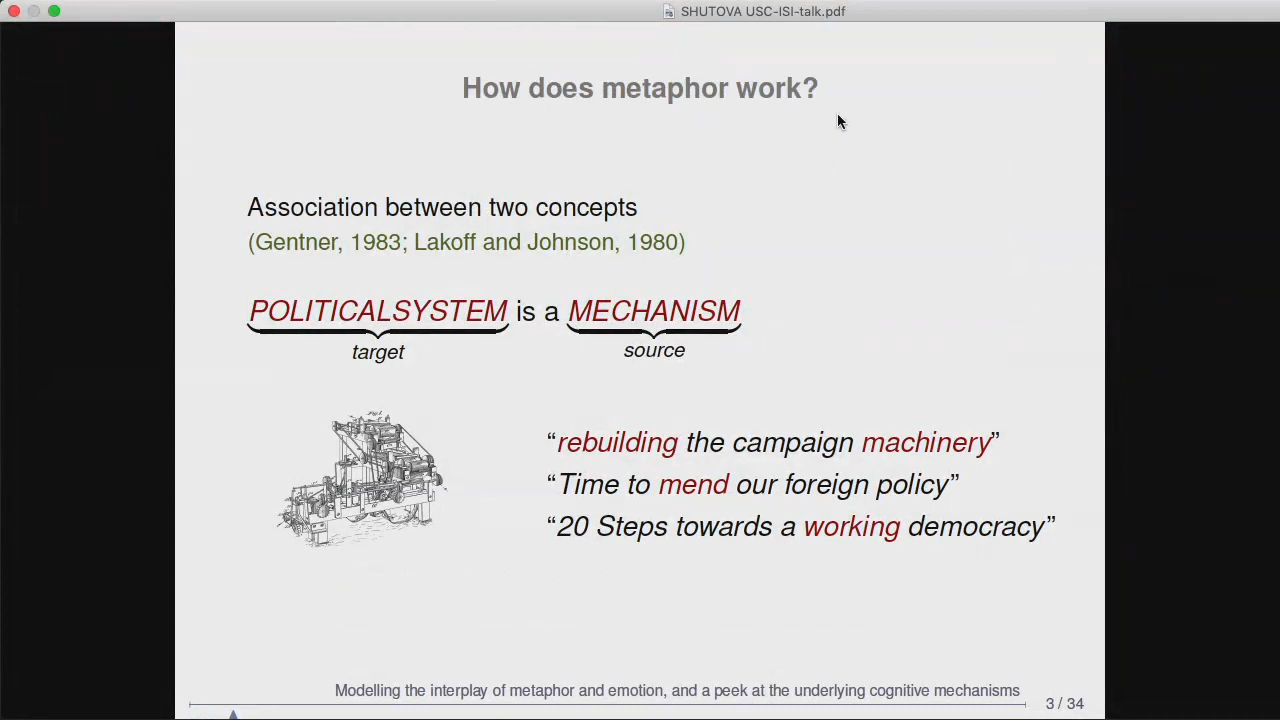 SHUTOVA USC-ISI-talk.pdf
How does metaphor work?
Association between two concepts
(Gentner, 1983; Lakoff and Johnson, 1980)
POLITICALSYSTEM is a MECHANISM
target source
“rebuilding the campaign machinery”
“Time to mend our foreign policy”
“20 Steps towards a working democracy”
Modelling the interplay of metaphor and emotion, and a peek at the underlying cognitive mechanisms
3 / 34